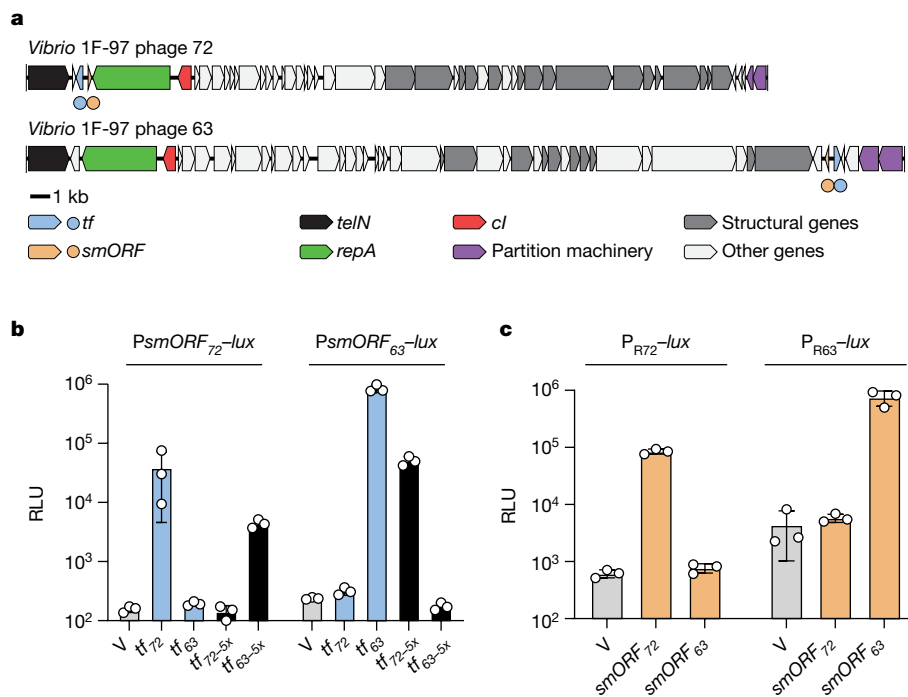 a
Vibrio 1F-97 phage 72
Vibrio 1F-97 phage 63
1 kb
tf telN cI Structural genes
smORF repA Partition machinery Other genes
b
PsmORF72–lux PsmORF63–lux
RLU
10^6
10^5
10^4
10^3
10^2
V tf72 tf63 tf72-5x tf63-5x V tf72 tf63 tf72-5x tf63-5x
c
PR72–lux PR63–lux
RLU
10^6
10^5
10^4
10^3
10^2
V smORF72 smORF63 V smORF72 smORF63